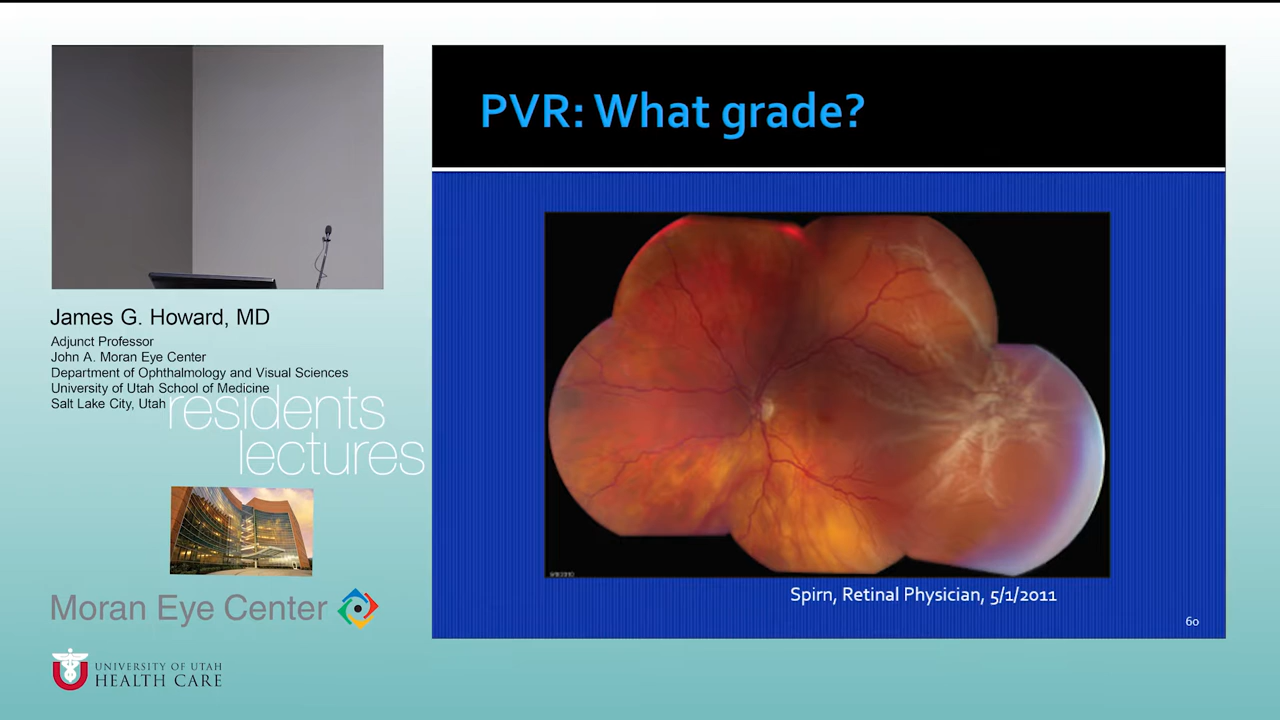 PVR: What grade?
James G. Howard, MD
Adjunct Professor
John A. Moran Eye Center
Department of Ophthalmology and Visual Sciences
University of Utah School of Medicine
Salt Lake City, Utah
residents
lectures
Moran Eye Center
UNIVERSITY OF UTAH
HEALTH CARE
Spirn, Retinal Physician, 5/1/2011
60